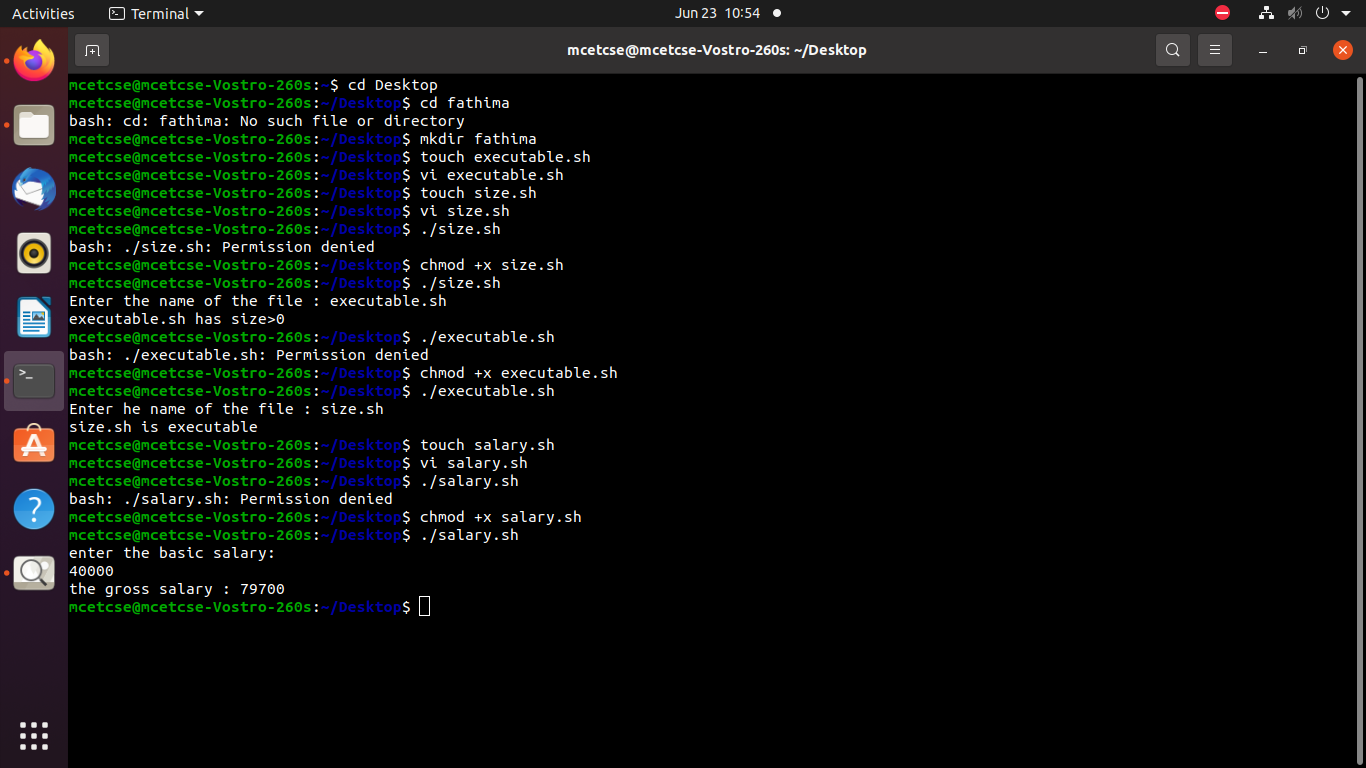 Activities
Terminal
Jun 23 10:54
mcetcse@mcetcse-Vostro-260s: ~/Desktop
mcetcse@mcetcse-Vostro-260s:~$ cd Desktop
mcetcse@mcetcse-Vostro-260s:~/Desktop$ cd fathima
bash: cd: fathima: No such file or directory
mcetcse@mcetcse-Vostro-260s:~/Desktop$ mkdir fathima
mcetcse@mcetcse-Vostro-260s:~/Desktop$ touch executable.sh
mcetcse@mcetcse-Vostro-260s:~/Desktop$ vi executable.sh
mcetcse@mcetcse-Vostro-260s:~/Desktop$ touch size.sh
mcetcse@mcetcse-Vostro-260s:~/Desktop$ vi size.sh
mcetcse@mcetcse-Vostro-260s:~/Desktop$ ./size.sh
bash: ./size.sh: Permission denied
mcetcse@mcetcse-Vostro-260s:~/Desktop$ chmod +x size.sh
mcetcse@mcetcse-Vostro-260s:~/Desktop$ ./size.sh
Enter the name of the file : executable.sh
executable.sh has size>0
mcetcse@mcetcse-Vostro-260s:~/Desktop$ ./executable.sh
bash: ./executable.sh: Permission denied
mcetcse@mcetcse-Vostro-260s:~/Desktop$ chmod +x executable.sh
mcetcse@mcetcse-Vostro-260s:~/Desktop$ ./executable.sh
Enter he name of the file : size.sh
size.sh is executable
mcetcse@mcetcse-Vostro-260s:~/Desktop$ touch salary.sh
mcetcse@mcetcse-Vostro-260s:~/Desktop$ vi salary.sh
mcetcse@mcetcse-Vostro-260s:~/Desktop$ ./salary.sh
bash: ./salary.sh: Permission denied
mcetcse@mcetcse-Vostro-260s:~/Desktop$ chmod +x salary.sh
mcetcse@mcetcse-Vostro-260s:~/Desktop$ ./salary.sh
enter the basic salary:
40000
the gross salary : 79700
mcetcse@mcetcse-Vostro-260s:~/Desktop$